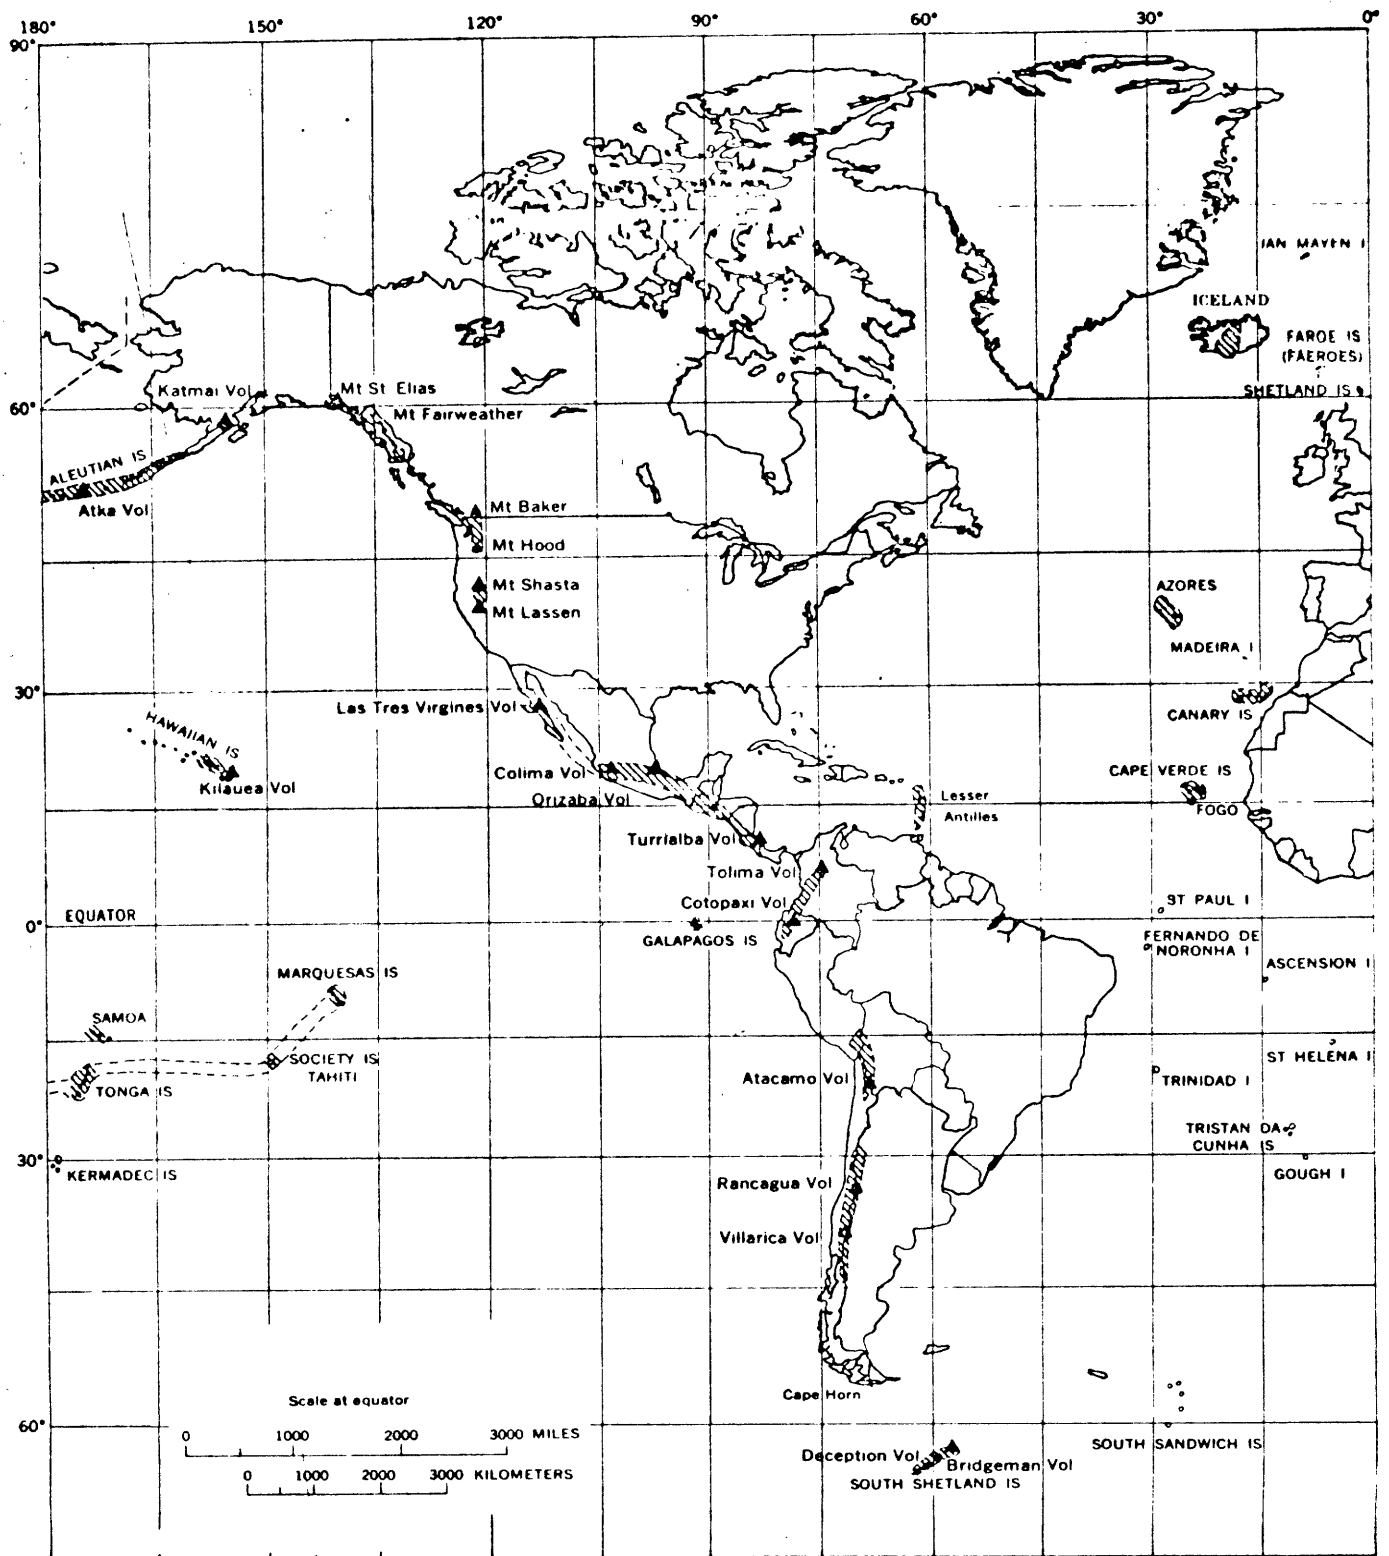 180° 150° 120° 90° 60° 30° 0°
90°
JAN MAYEN I
ICELAND
FAROE IS
(FAEROES)
SHETLAND IS
Katmai Vol
Mt St Elias
60°
Mt Fairweather
ALEUTIAN IS
Atka Vol
Mt Baker
Mt Hood
Mt Shasta
Mt Lassen
AZORES
MADEIRA I
30°
Las Tres Virgines Vol
CANARY IS
HAWAIIAN IS
Kilauea Vol
Colima Vol
Orizaba Vol
CAPE VERDE IS
FOGO
Lesser
Antilles
Turrialba Vol
Tolima Vol
Cotopaxi Vol
ST PAUL I
EQUATOR
0°
GALAPAGOS IS
FERNANDO DE
NORONHA I
ASCENSION I
MARQUESAS IS
SAMOA
SOCIETY IS
TAHITI
ST HELENA I
TONGA IS
Atacamo Vol
TRINIDAD I
TRISTAN DA
CUNHA IS
30°
KERMADEC IS
Rancagua Vol
GOUGH I
Villarica Vol
Cape Horn
Scale at equator
60°
0 1000 2000 3000 MILES
0 1000 2000 3000 KILOMETERS
SOUTH SANDWICH IS
Deception Vol
Bridgeman Vol
SOUTH SHETLAND IS